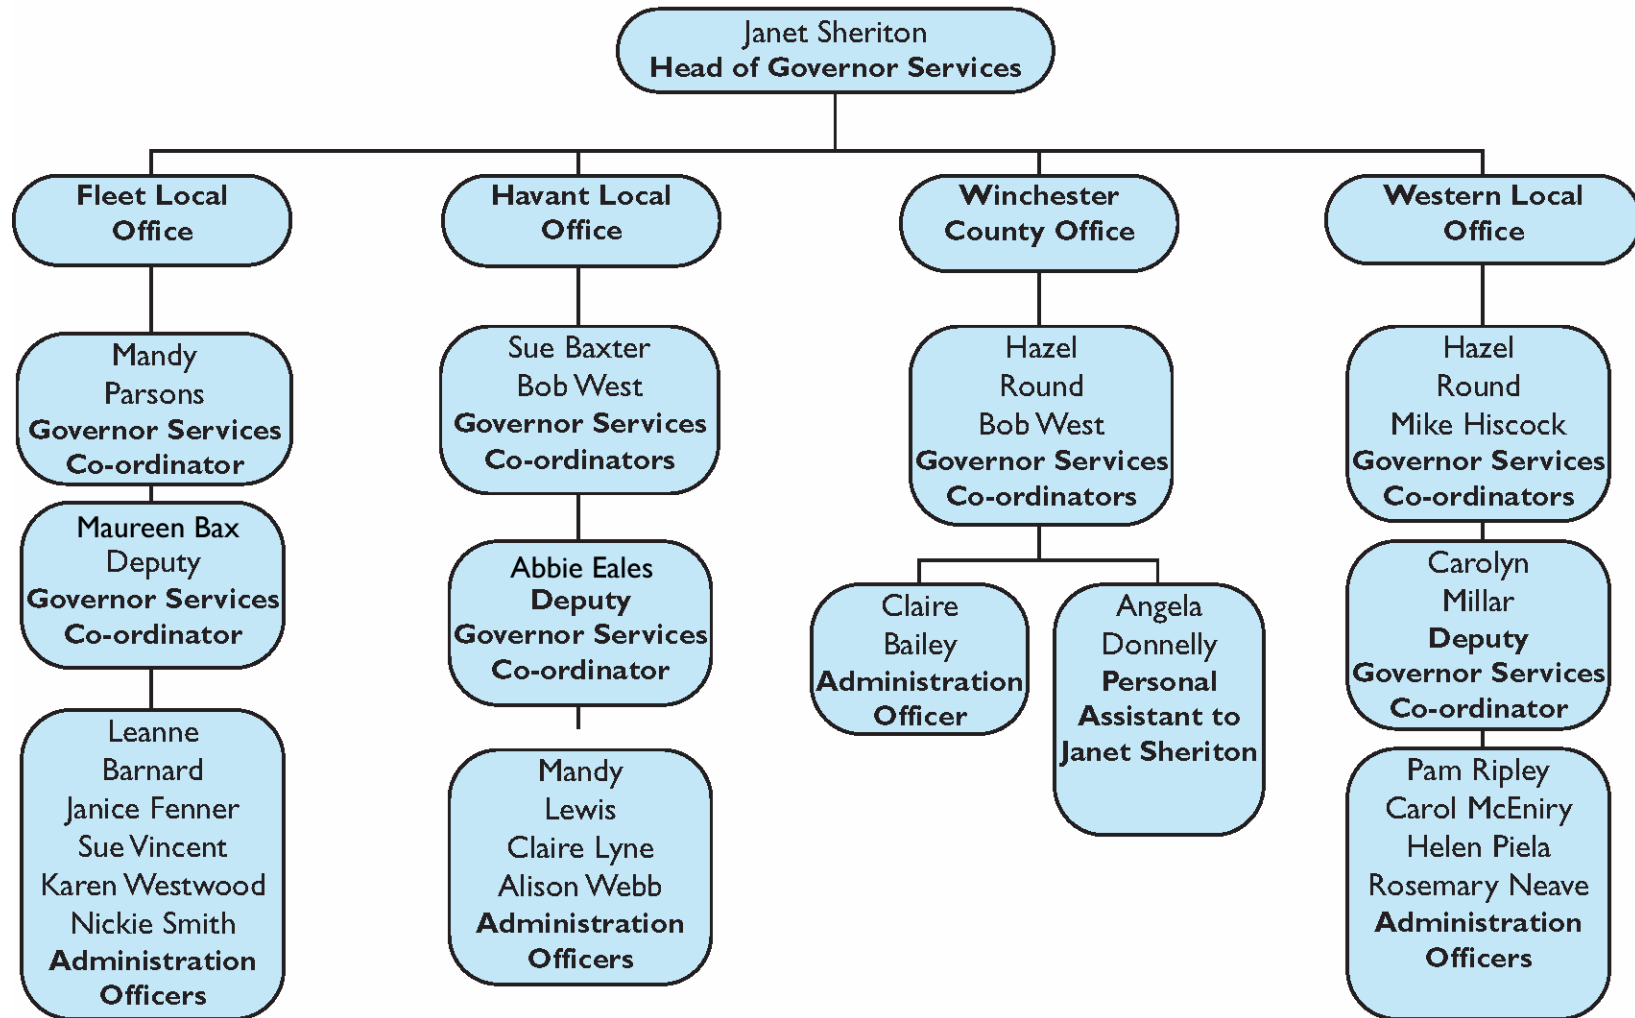 Janet Sheriton
Head of Governor Services
Fleet Local
Office
Mandy
Parsons
Governor Services
Co-ordinator
Maureen Bax
Deputy
Governor Services
Co-ordinator
Leanne
Barnard
Janice Fenner
Sue Vincent
Karen Westwood
Nickie Smith
Administration
Officers
Havant Local
Office
Sue Baxter
Bob West
Governor Services
Co-ordinators
Abbie Eales
Deputy
Governor Services
Co-ordinator
Mandy
Lewis
Claire Lyne
Alison Webb
Administration
Officers
Winchester
County Office
Hazel
Round
Bob West
Governor Services
Co-ordinators
Claire
Bailey
Administration
Officer
Angela
Donnelly
Personal
Assistant to
Janet Sheriton
Western Local
Office
Hazel
Round
Mike Hiscock
Governor Services
Co-ordinators
Carolyn
Millar
Deputy
Governor Services
Co-ordinator
Pam Ripley
Carol McEniry
Helen Piela
Rosemary Neave
Administration
Officers